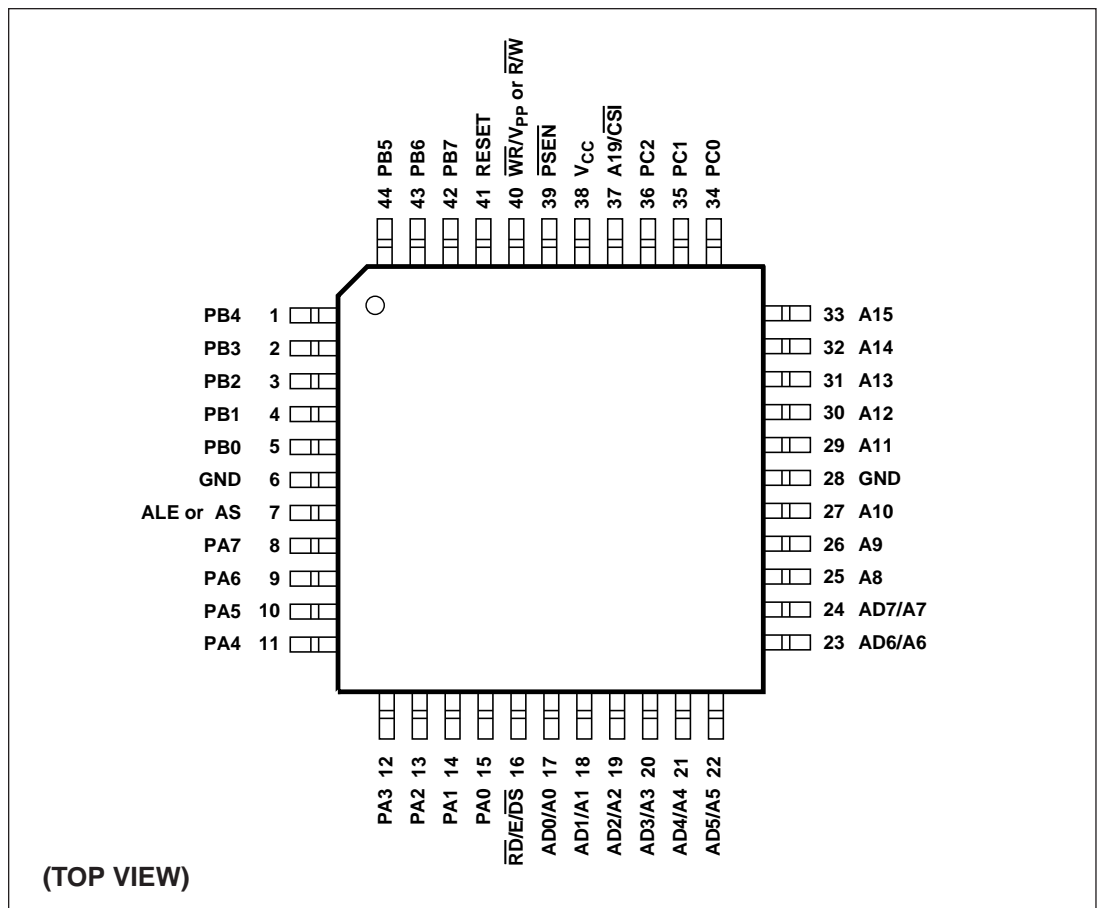 44 PB5
43 PB6
42 PB7
41 RESET
40 W̅R̅/VPP or R̅/̅W̅
39 P̅S̅E̅N̅
38 VCC
37 A19/C̅S̅I̅
36 PC2
35 PC1
34 PC0
PB4 1
PB3 2
PB2 3
PB1 4
PB0 5
GND 6
ALE or AS 7
PA7 8
PA6 9
PA5 10
PA4 11
33 A15
32 A14
31 A13
30 A12
29 A11
28 GND
27 A10
26 A9
25 A8
24 AD7/A7
23 AD6/A6
PA3 12
PA2 13
PA1 14
PA0 15
R̅D̅/E/D̅S̅ 16
AD0/A0 17
AD1/A1 18
AD2/A2 19
AD3/A3 20
AD4/A4 21
AD5/A5 22
(TOP VIEW)